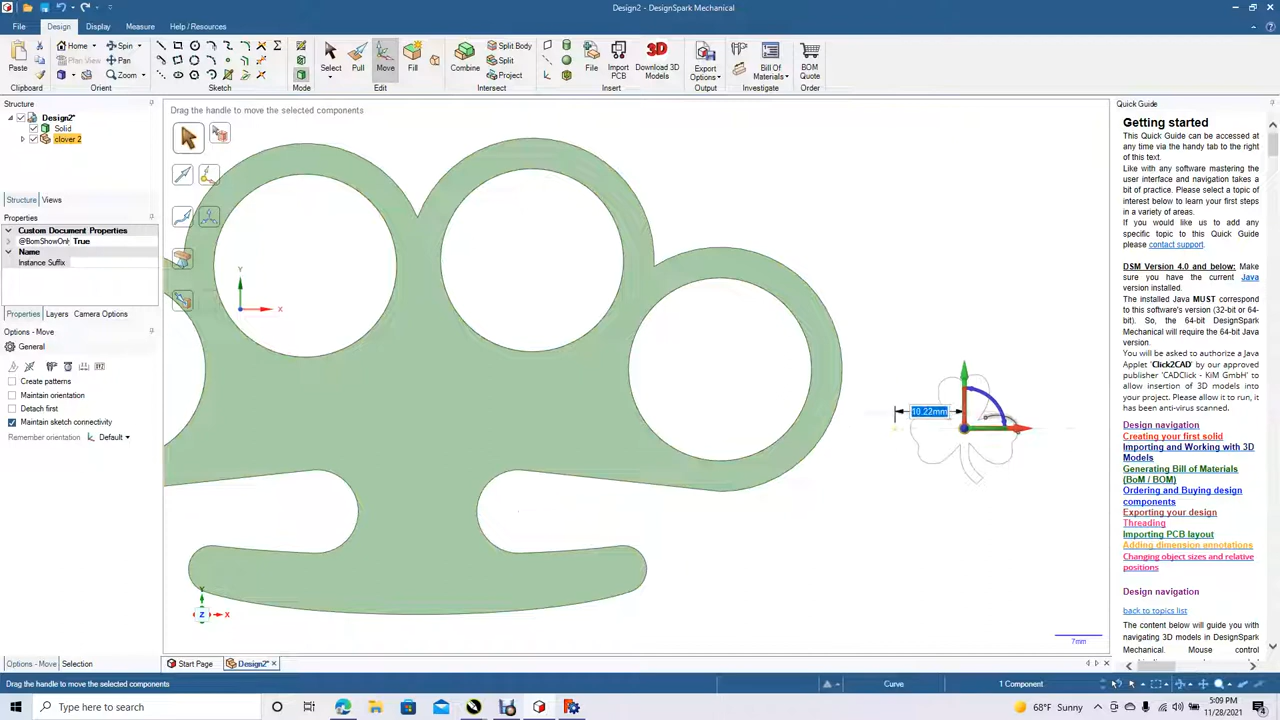 Design2 - DesignSpark Mechanical
File Design Display Measure Help / Resources
Paste Home Spin Select Pull Move Fill Combine Split Body File Import PCB Download 3D Models Export Options Bill Of Materials BOM Quote
Plan View Pan Split
Zoom Project
Clipboard Orient Sketch Mode Edit Intersect Insert Output Investigate Order
Structure
Design2*
Solid
clover 2
Structure Views
Properties
Custom Document Properties
@BomShowOnly True
Name
Instance Suffix
Properties Layers Camera Options
Options - Move
General
Create patterns
Maintain orientation
Detach first
Maintain sketch connectivity
Remember orientation Default
Options - Move Selection
Drag the handle to move the selected components
Y
X
10.22mm
Y
Z X
7mm
Start Page Design2*
Quick Guide
Getting started
This Quick Guide can be accessed at
any time via the handy tab to the right
of this text.
Like with any software mastering the
user interface and navigation takes a
bit of practice. Please select a topic of
interest below to learn your first steps
in a variety of areas.
If you would like us to add any
specific topic to this Quick Guide
please contact support.
DSM Version 4.0 and below: Make
sure you have the current Java
version installed.
The installed Java MUST correspond
to this software's version (32-bit or 64-
bit). So, the 64-bit DesignSpark
Mechanical will require the 64-bit Java
version.
You will be asked to authorize a Java
Applet 'Click2CAD' by our approved
publisher 'CADClick - KiM GmbH' to
allow insertion of 3D models into
your project. Please allow it to run, it
has been anti-virus scanned.
Design navigation
Creating your first solid
Importing and Working with 3D
Models
Generating Bill of Materials
(BoM / BOM)
Ordering and Buying design
components
Exporting your design
Threading
Importing PCB layout
Adding dimension annotations
Changing object sizes and relative
positions
Design navigation
back to topics list
The content below will guide you with
navigating 3D models in DesignSpark
Mechanical. Mouse control
Drag the handle to move the selected components Curve 1 Component
Type here to search 68°F Sunny 5:09 PM
11/28/2021